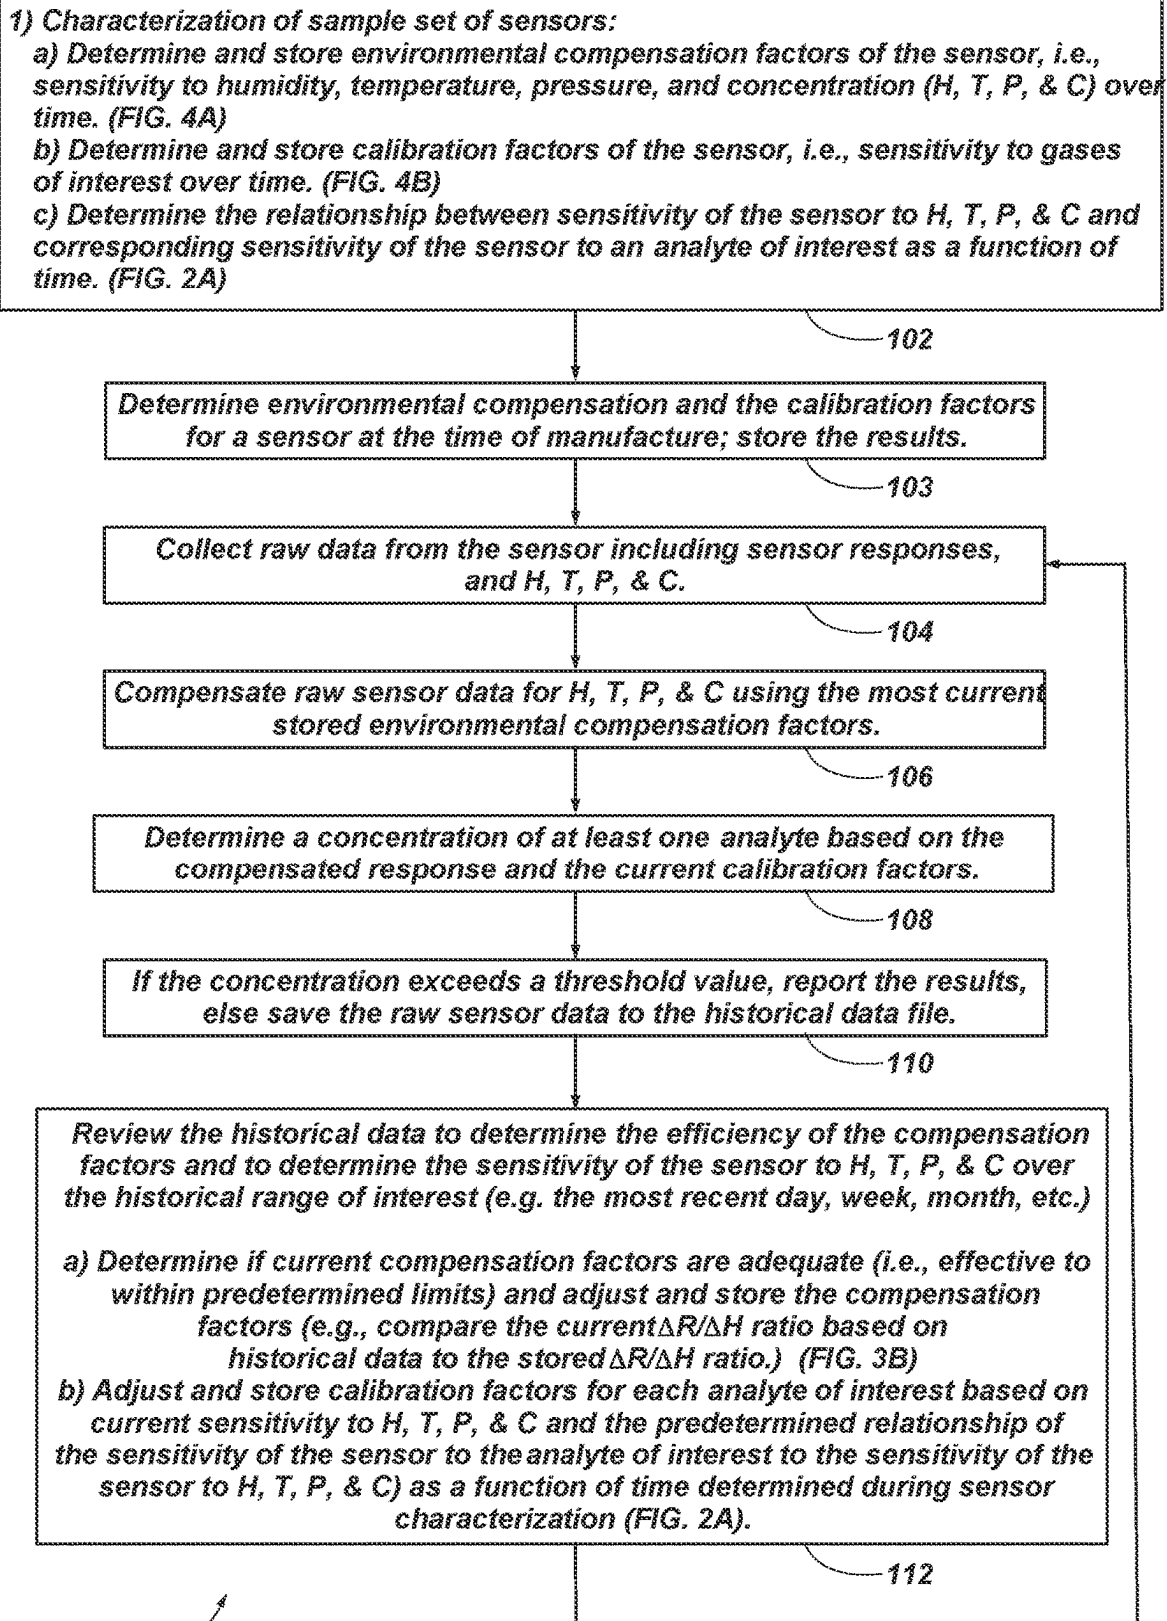 1) Characterization of sample set of sensors:
a) Determine and store environmental compensation factors of the sensor, i.e.,
sensitivity to humidity, temperature, pressure, and concentration (H, T, P, & C) over
time. (FIG. 4A)
b) Determine and store calibration factors of the sensor, i.e., sensitivity to gases
of interest over time. (FIG. 4B)
c) Determine the relationship between sensitivity of the sensor to H, T, P, & C and
corresponding sensitivity of the sensor to an analyte of interest as a function of
time. (FIG. 2A)
102
Determine environmental compensation and the calibration factors
for a sensor at the time of manufacture; store the results.
103
Collect raw data from the sensor including sensor responses,
and H, T, P, & C.
104
Compensate raw sensor data for H, T, P, & C using the most current
stored environmental compensation factors.
106
Determine a concentration of at least one analyte based on the
compensated response and the current calibration factors.
108
If the concentration exceeds a threshold value, report the results,
else save the raw sensor data to the historical data file.
110
Review the historical data to determine the efficiency of the compensation
factors and to determine the sensitivity of the sensor to H, T, P, & C over
the historical range of interest (e.g. the most recent day, week, month, etc.)
a) Determine if current compensation factors are adequate (i.e., effective to
within predetermined limits) and adjust and store the compensation
factors (e.g., compare the current ΔR/ΔH ratio based on
historical data to the stored ΔR/ΔH ratio.) (FIG. 3B)
b) Adjust and store calibration factors for each analyte of interest based on
current sensitivity to H, T, P, & C and the predetermined relationship of
the sensitivity of the sensor to the analyte of interest to the sensitivity of the
sensor to H, T, P, & C) as a function of time determined during sensor
characterization (FIG. 2A).
112